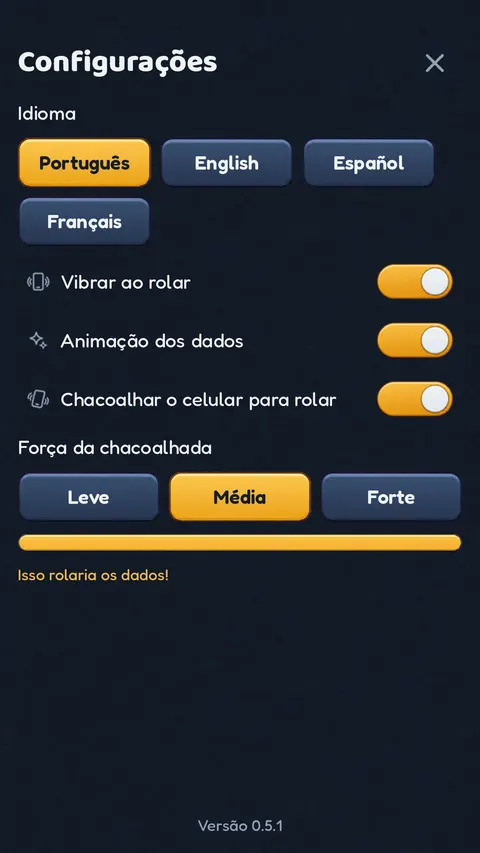 Configurações
Idioma
Português English Español
Français
Vibrar ao rolar
Animação dos dados
Chacoalhar o celular para rolar
Força da chacoalhada
Leve Média Forte
Isso rolaria os dados!
Versão 0.5.1